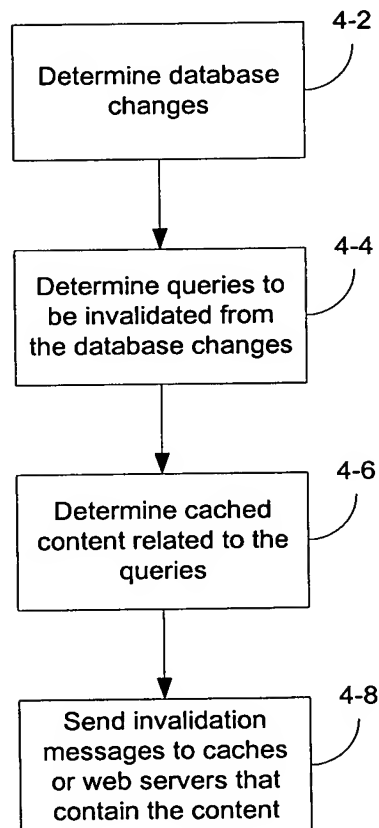 4-2
Determine database
changes
4-4
Determine queries to
be invalidated from
the database changes
4-6
Determine cached
content related to the
queries
4-8
Send invalidation
messages to caches
or web servers that
contain the content